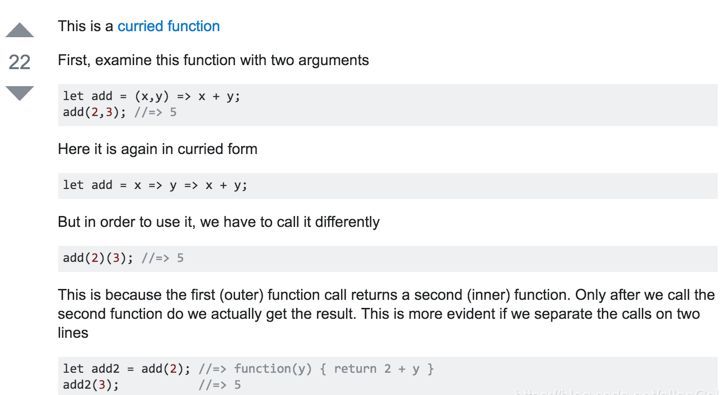 This is a curried function
22
First, examine this function with two arguments
let add = (x,y) => x + y;
add(2,3); //=> 5
Here it is again in curried form
let add = x => y => x + y;
But in order to use it, we have to call it differently
add(2)(3); //=> 5
This is because the first (outer) function call returns a second (inner) function. Only after we call the
second function do we actually get the result. This is more evident if we separate the calls on two
lines
let add2 = add(2); //=> function(y) { return 2 + y }
add2(3);           //=> 5